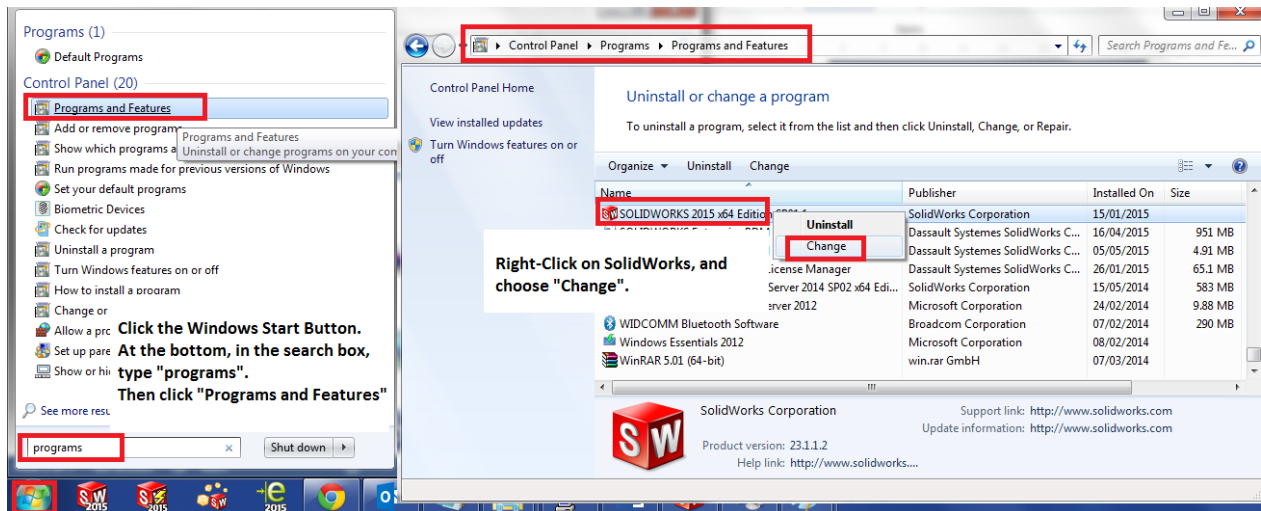 Programs (1)
Default Programs
Control Panel (20)
Programs and Features
Add or remove programs
Programs and Features
Show which programs a
Uninstall or change programs on your con
Run programs made for previous versions of Windows
Set your default programs
Biometric Devices
Check for updates
Uninstall a program
Turn Windows features on or off
How to install a program
Change or
Allow a pro
Set up pare
Show or hi
Click the Windows Start Button.
At the bottom, in the search box,
type "programs".
Then click "Programs and Features"
See more resu
programs
Shut down
SW 2015
2015
SW
e 2015
Control Panel Programs Programs and Features
Search Programs and Fe...
Control Panel Home
View installed updates
Turn Windows features on or
off
Uninstall or change a program
To uninstall a program, select it from the list and then click Uninstall, Change, or Repair.
Organize Uninstall Change
Name Publisher Installed On Size
SOLIDWORKS 2015 x64 Edition SolidWorks Corporation 15/01/2015
Dassault Systemes SolidWorks C... 16/04/2015 951 MB
Dassault Systemes SolidWorks C... 05/05/2015 4.91 MB
License Manager Dassault Systemes SolidWorks C... 26/01/2015 65.1 MB
Server 2014 SP02 x64 Edi... SolidWorks Corporation 15/05/2014 583 MB
rver 2012 Microsoft Corporation 24/02/2014 9.88 MB
WIDCOMM Bluetooth Software Broadcom Corporation 07/02/2014 290 MB
Windows Essentials 2012 Microsoft Corporation 08/02/2014
WinRAR 5.01 (64-bit) win.rar GmbH 07/03/2014
Uninstall
Change
Right-Click on SolidWorks, and
choose "Change".
SW
SolidWorks Corporation
Product version: 23.1.1.2
Help link: http://www.solidworks....
Support link: http://www.solidworks.com
Update information: http://www.solidworks.com